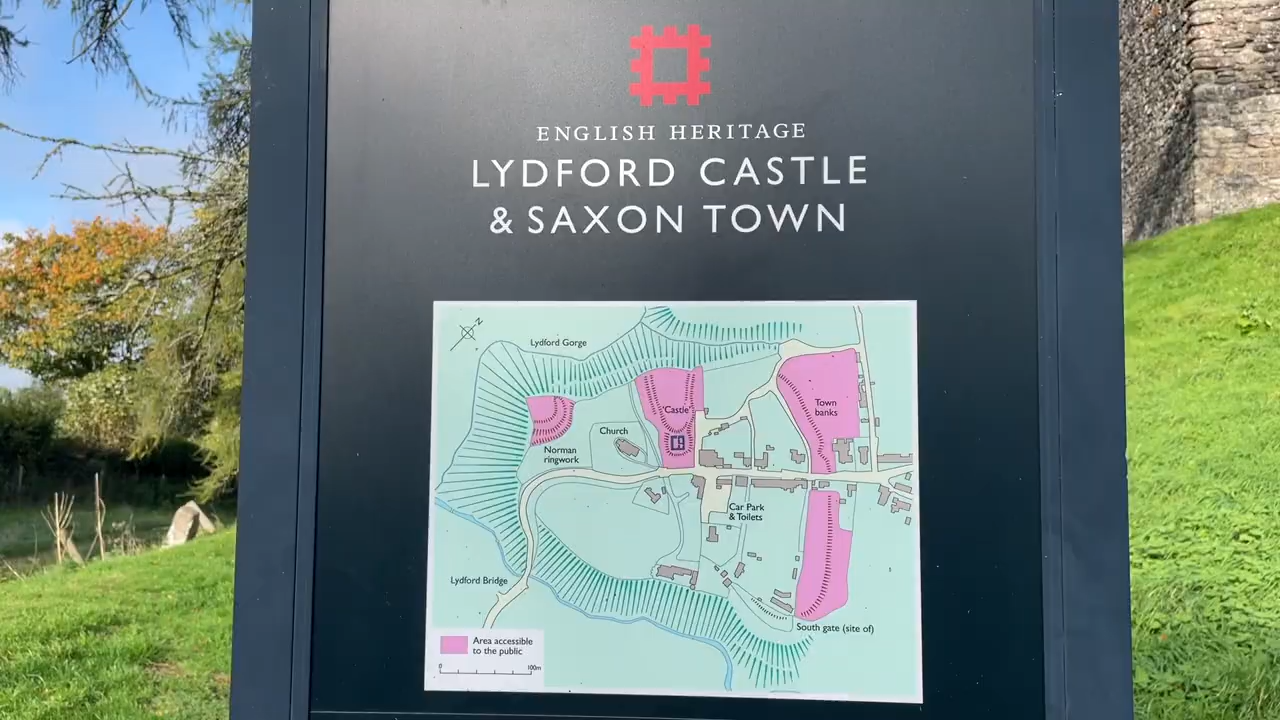 ENGLISH HERITAGE
LYDFORD CASTLE
& SAXON TOWN
N
Lydford Gorge
'Castle'
Town
banks
Church
Norman
ringwork
Car Park
& Toilets
Lydford Bridge
South gate (site of)
Area accessible
to the public
0 100m